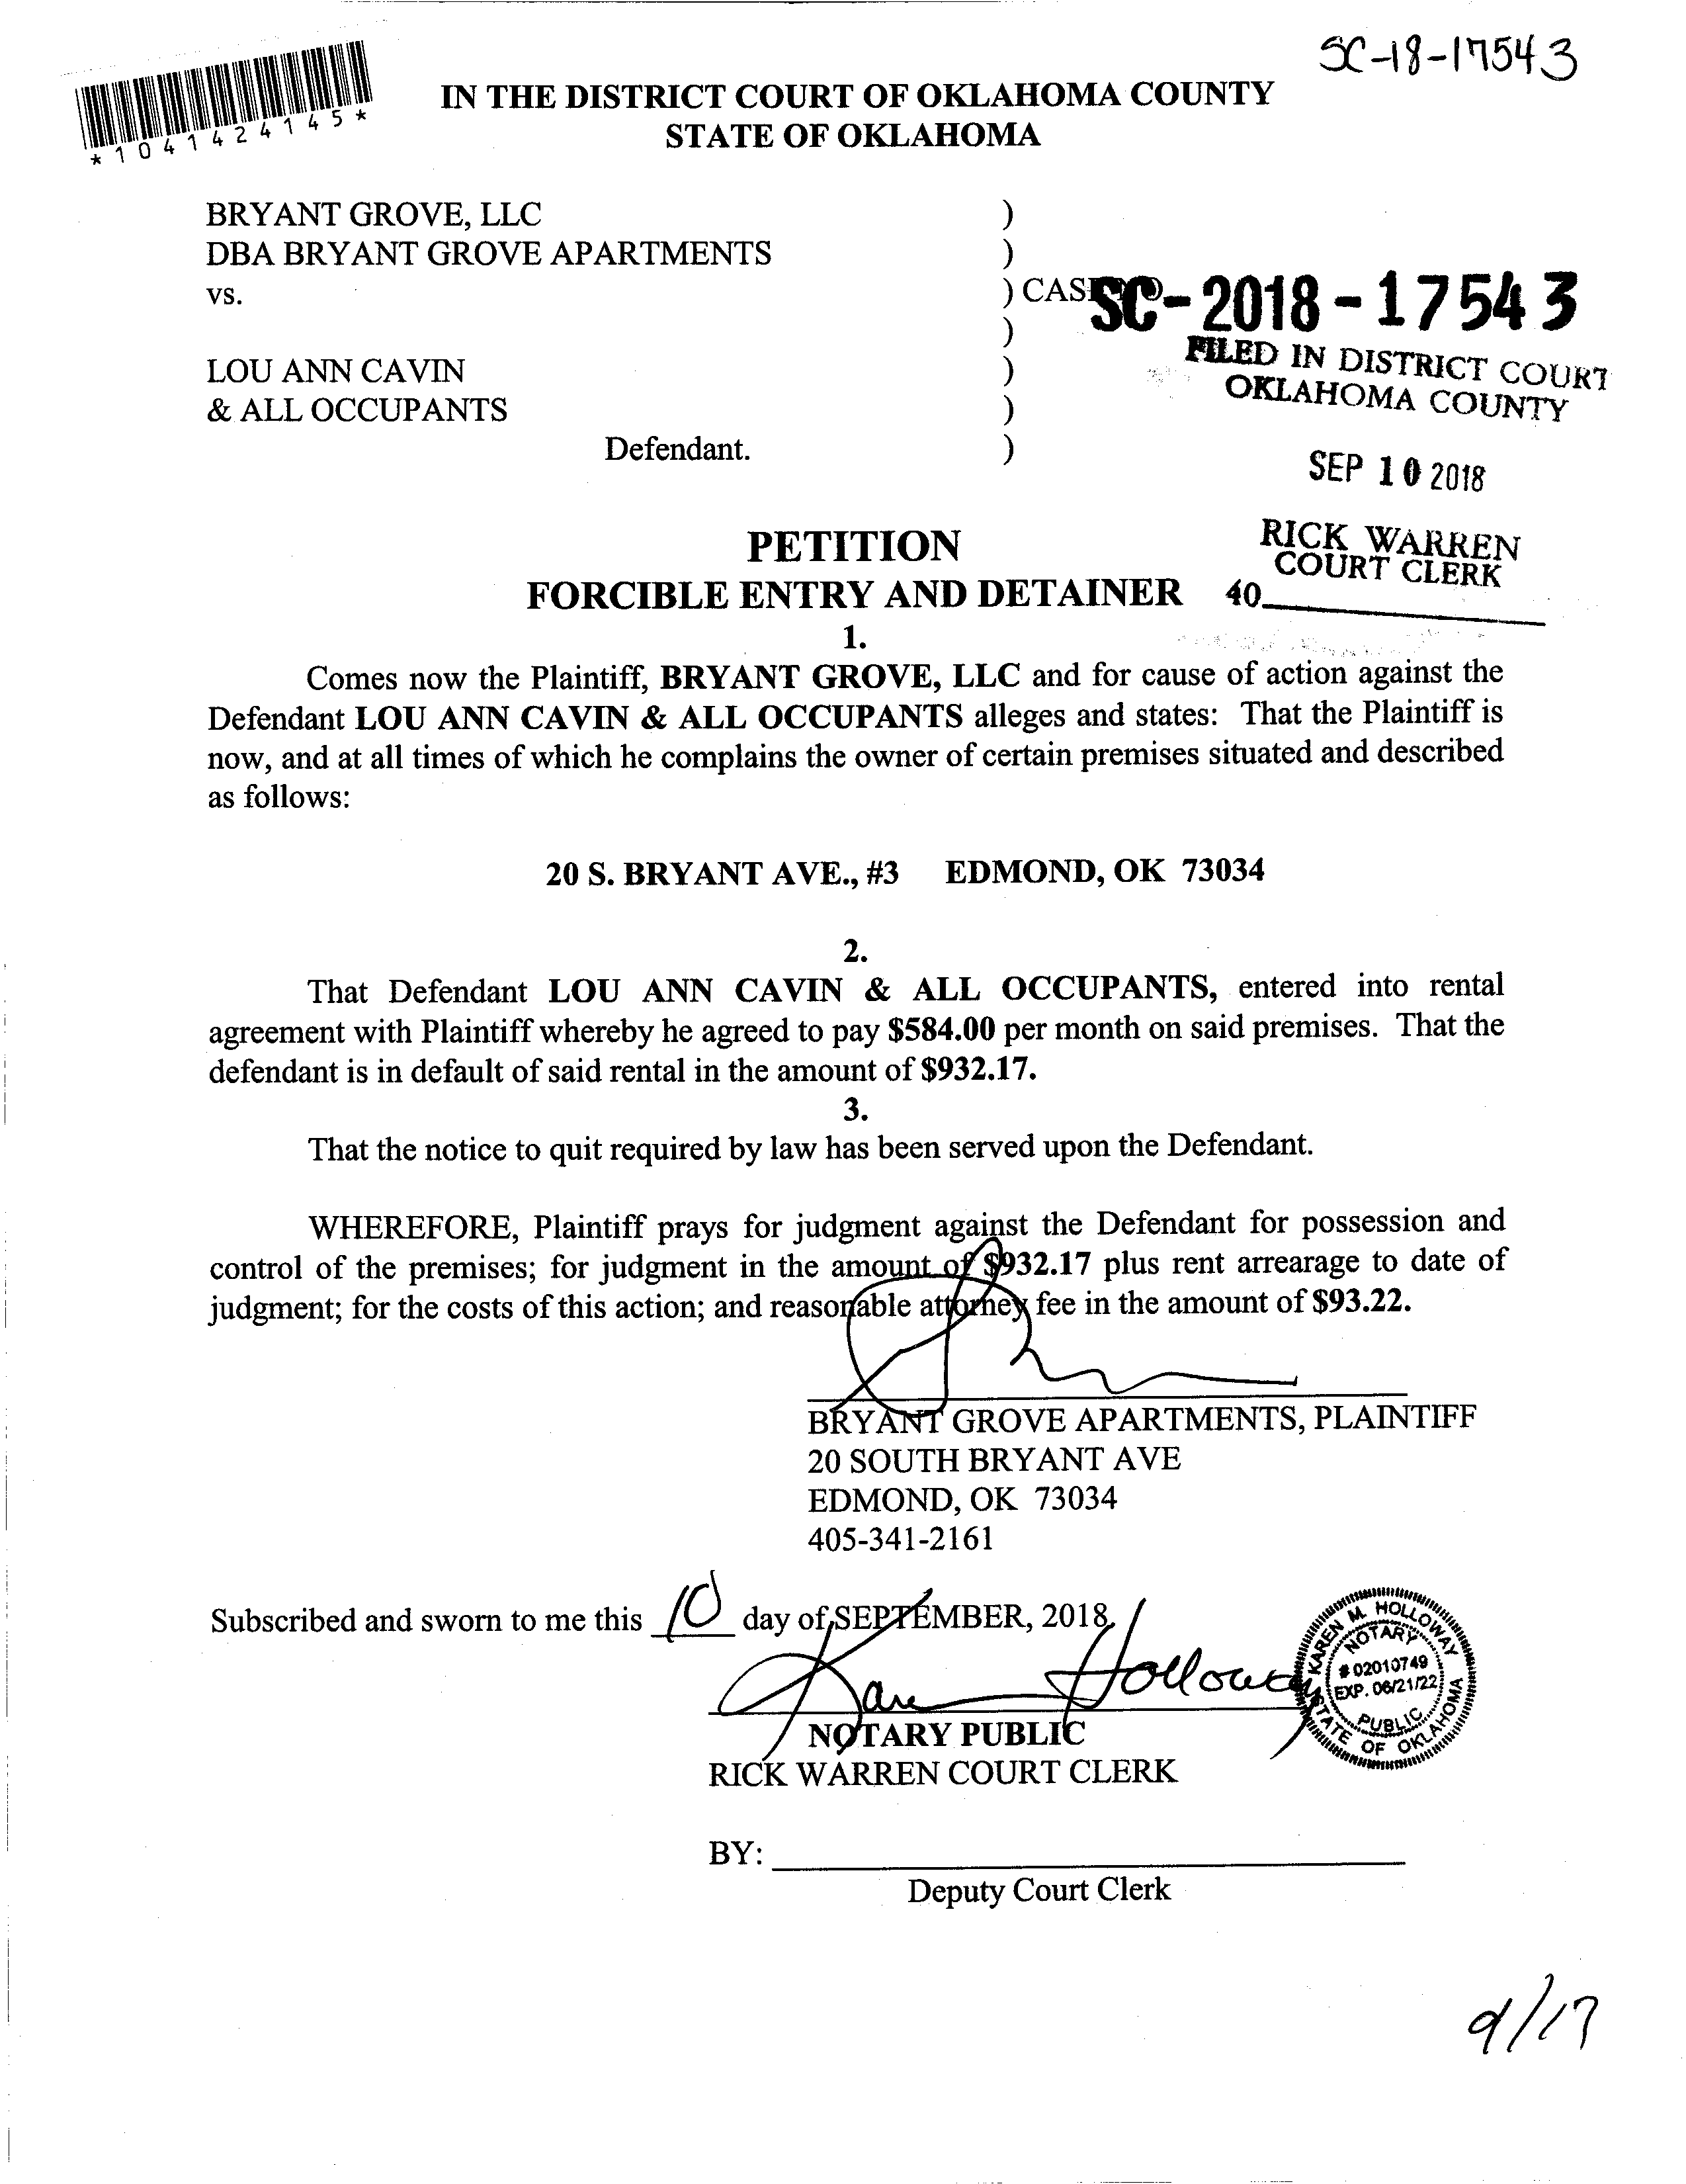 SC-18-17543
*1041424145*
IN THE DISTRICT COURT OF OKLAHOMA COUNTY
STATE OF OKLAHOMA
BRYANT GROVE, LLC )
DBA BRYANT GROVE APARTMENTS )
vs. ) CASE NO SC-2018-17543
)
FILED IN DISTRICT COURT
OKLAHOMA COUNTY
LOU ANN CAVIN )
& ALL OCCUPANTS )
Defendant. )
SEP 10 2018
RICK WARREN
COURT CLERK
40
PETITION
FORCIBLE ENTRY AND DETAINER
1.
Comes now the Plaintiff, BRYANT GROVE, LLC and for cause of action against the
Defendant LOU ANN CAVIN & ALL OCCUPANTS alleges and states: That the Plaintiff is
now, and at all times of which he complains the owner of certain premises situated and described
as follows:
20 S. BRYANT AVE., #3 EDMOND, OK 73034
2.
That Defendant LOU ANN CAVIN & ALL OCCUPANTS, entered into rental
agreement with Plaintiff whereby he agreed to pay $584.00 per month on said premises. That the
defendant is in default of said rental in the amount of $932.17.
3.
That the notice to quit required by law has been served upon the Defendant.
WHEREFORE, Plaintiff prays for judgment against the Defendant for possession and
control of the premises; for judgment in the amount of $932.17 plus rent arrearage to date of
judgment; for the costs of this action; and reasonable attorney fee in the amount of $93.22.
BRYANT GROVE APARTMENTS, PLAINTIFF
20 SOUTH BRYANT AVE
EDMOND, OK 73034
405-341-2161
Subscribed and sworn to me this 10 day of SEPTEMBER, 2018.
Karen Holloway
KAREN M. HOLLOWAY
NOTARY
# 02010749
EXP. 06/21/22
PUBLIC
STATE OF OKLAHOMA
NOTARY PUBLIC
RICK WARREN COURT CLERK
BY:
Deputy Court Clerk
9/17